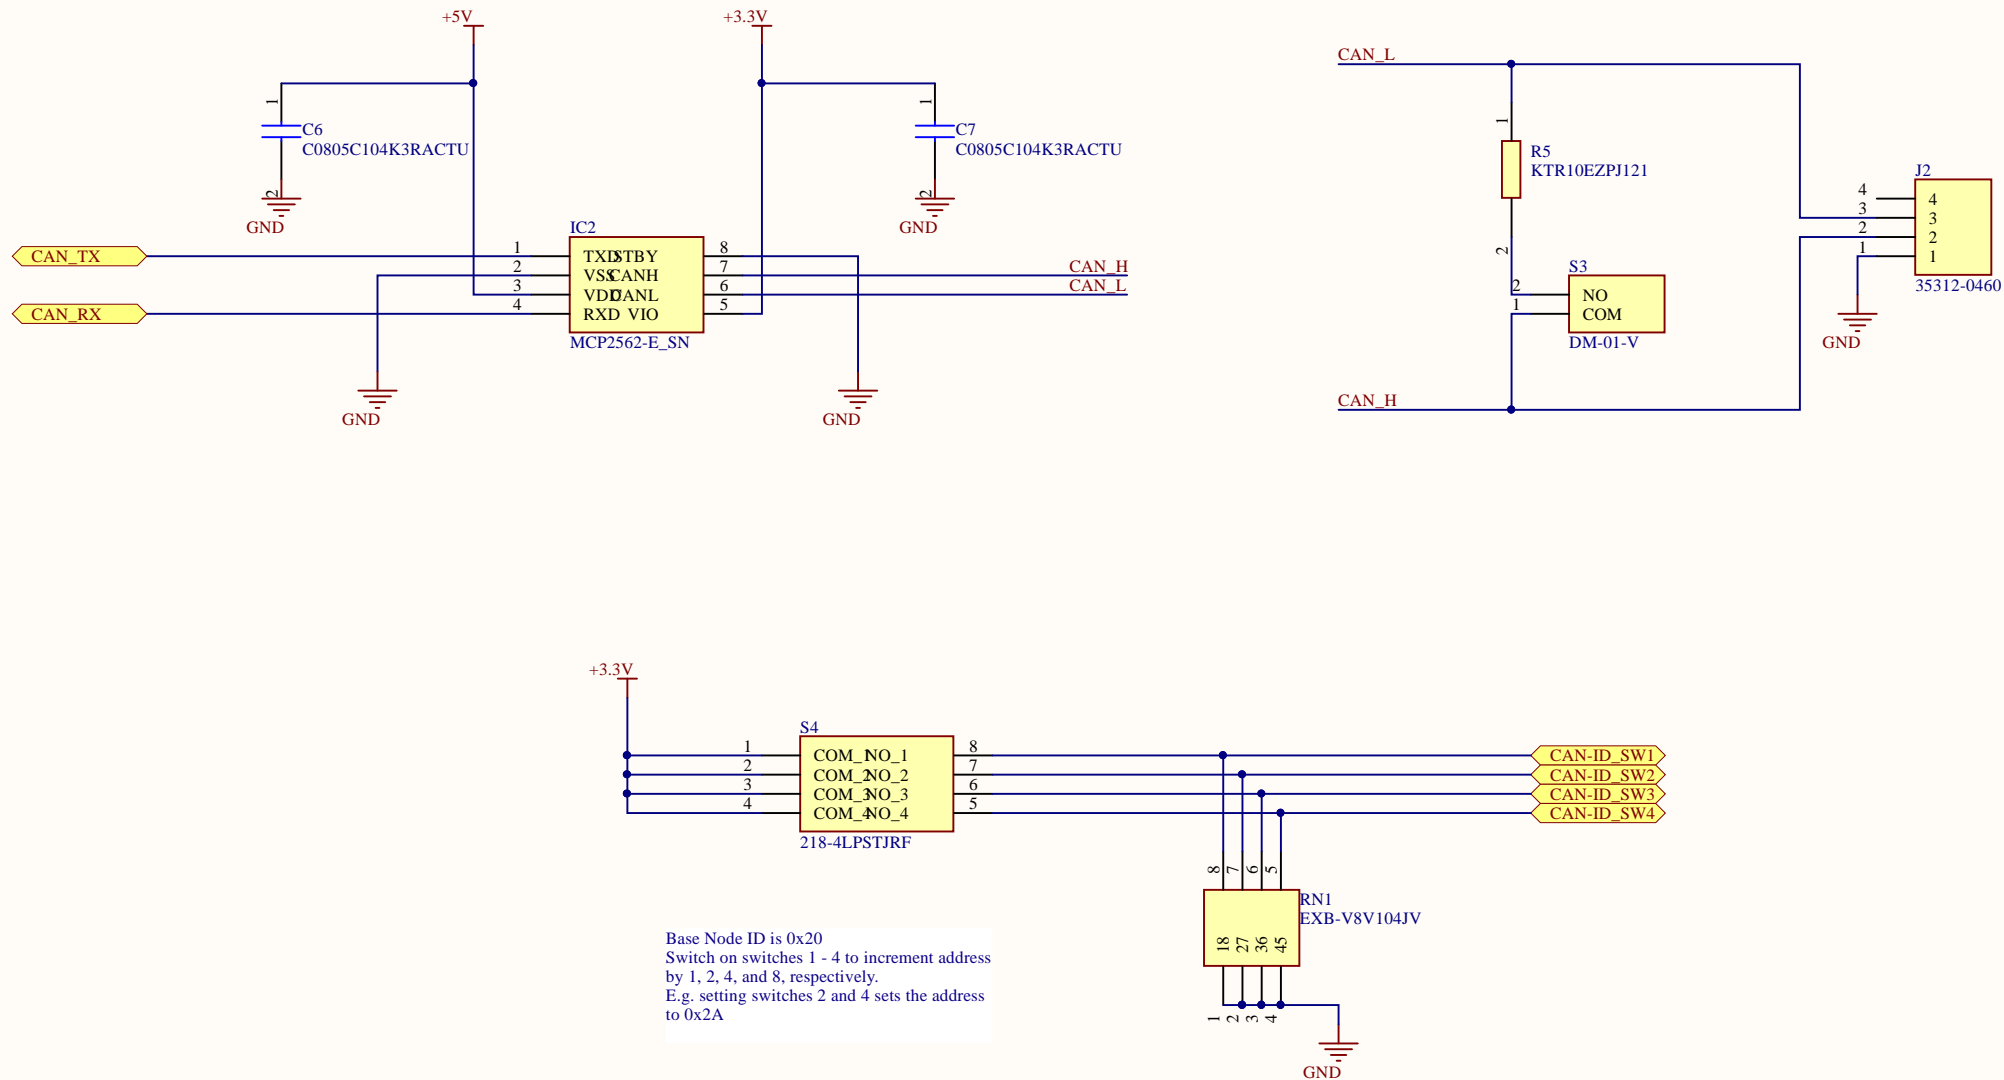 +5V
+3.3V
CAN_L
1
C6
C0805C104K3RACTU
2
GND
1
C7
C0805C104K3RACTU
2
GND
1
R5
KTR10EZPJ121
2
J2
4 4
3 3
2 2
1 1
35312-0460
GND
IC2
CAN_TX 1 TXD STBY 8
2 VSS CANH 7 CAN_H
3 VDD CANL 6 CAN_L
CAN_RX 4 RXD VIO 5
MCP2562-E_SN
GND
GND
S3
2 NO
1 COM
DM-01-V
CAN_H
+3.3V
S4
1 COM_1 NO_1 8 CAN-ID_SW1
2 COM_2 NO_2 7 CAN-ID_SW2
3 COM_3 NO_3 6 CAN-ID_SW3
4 COM_4 NO_4 5 CAN-ID_SW4
218-4LPSTJRF
8 7 6 5
RN1
EXB-V8V104JV
18 27 36 45
1 2 3 4
GND
Base Node ID is 0x20
Switch on switches 1 - 4 to increment address
by 1, 2, 4, and 8, respectively.
E.g. setting switches 2 and 4 sets the address
to 0x2A